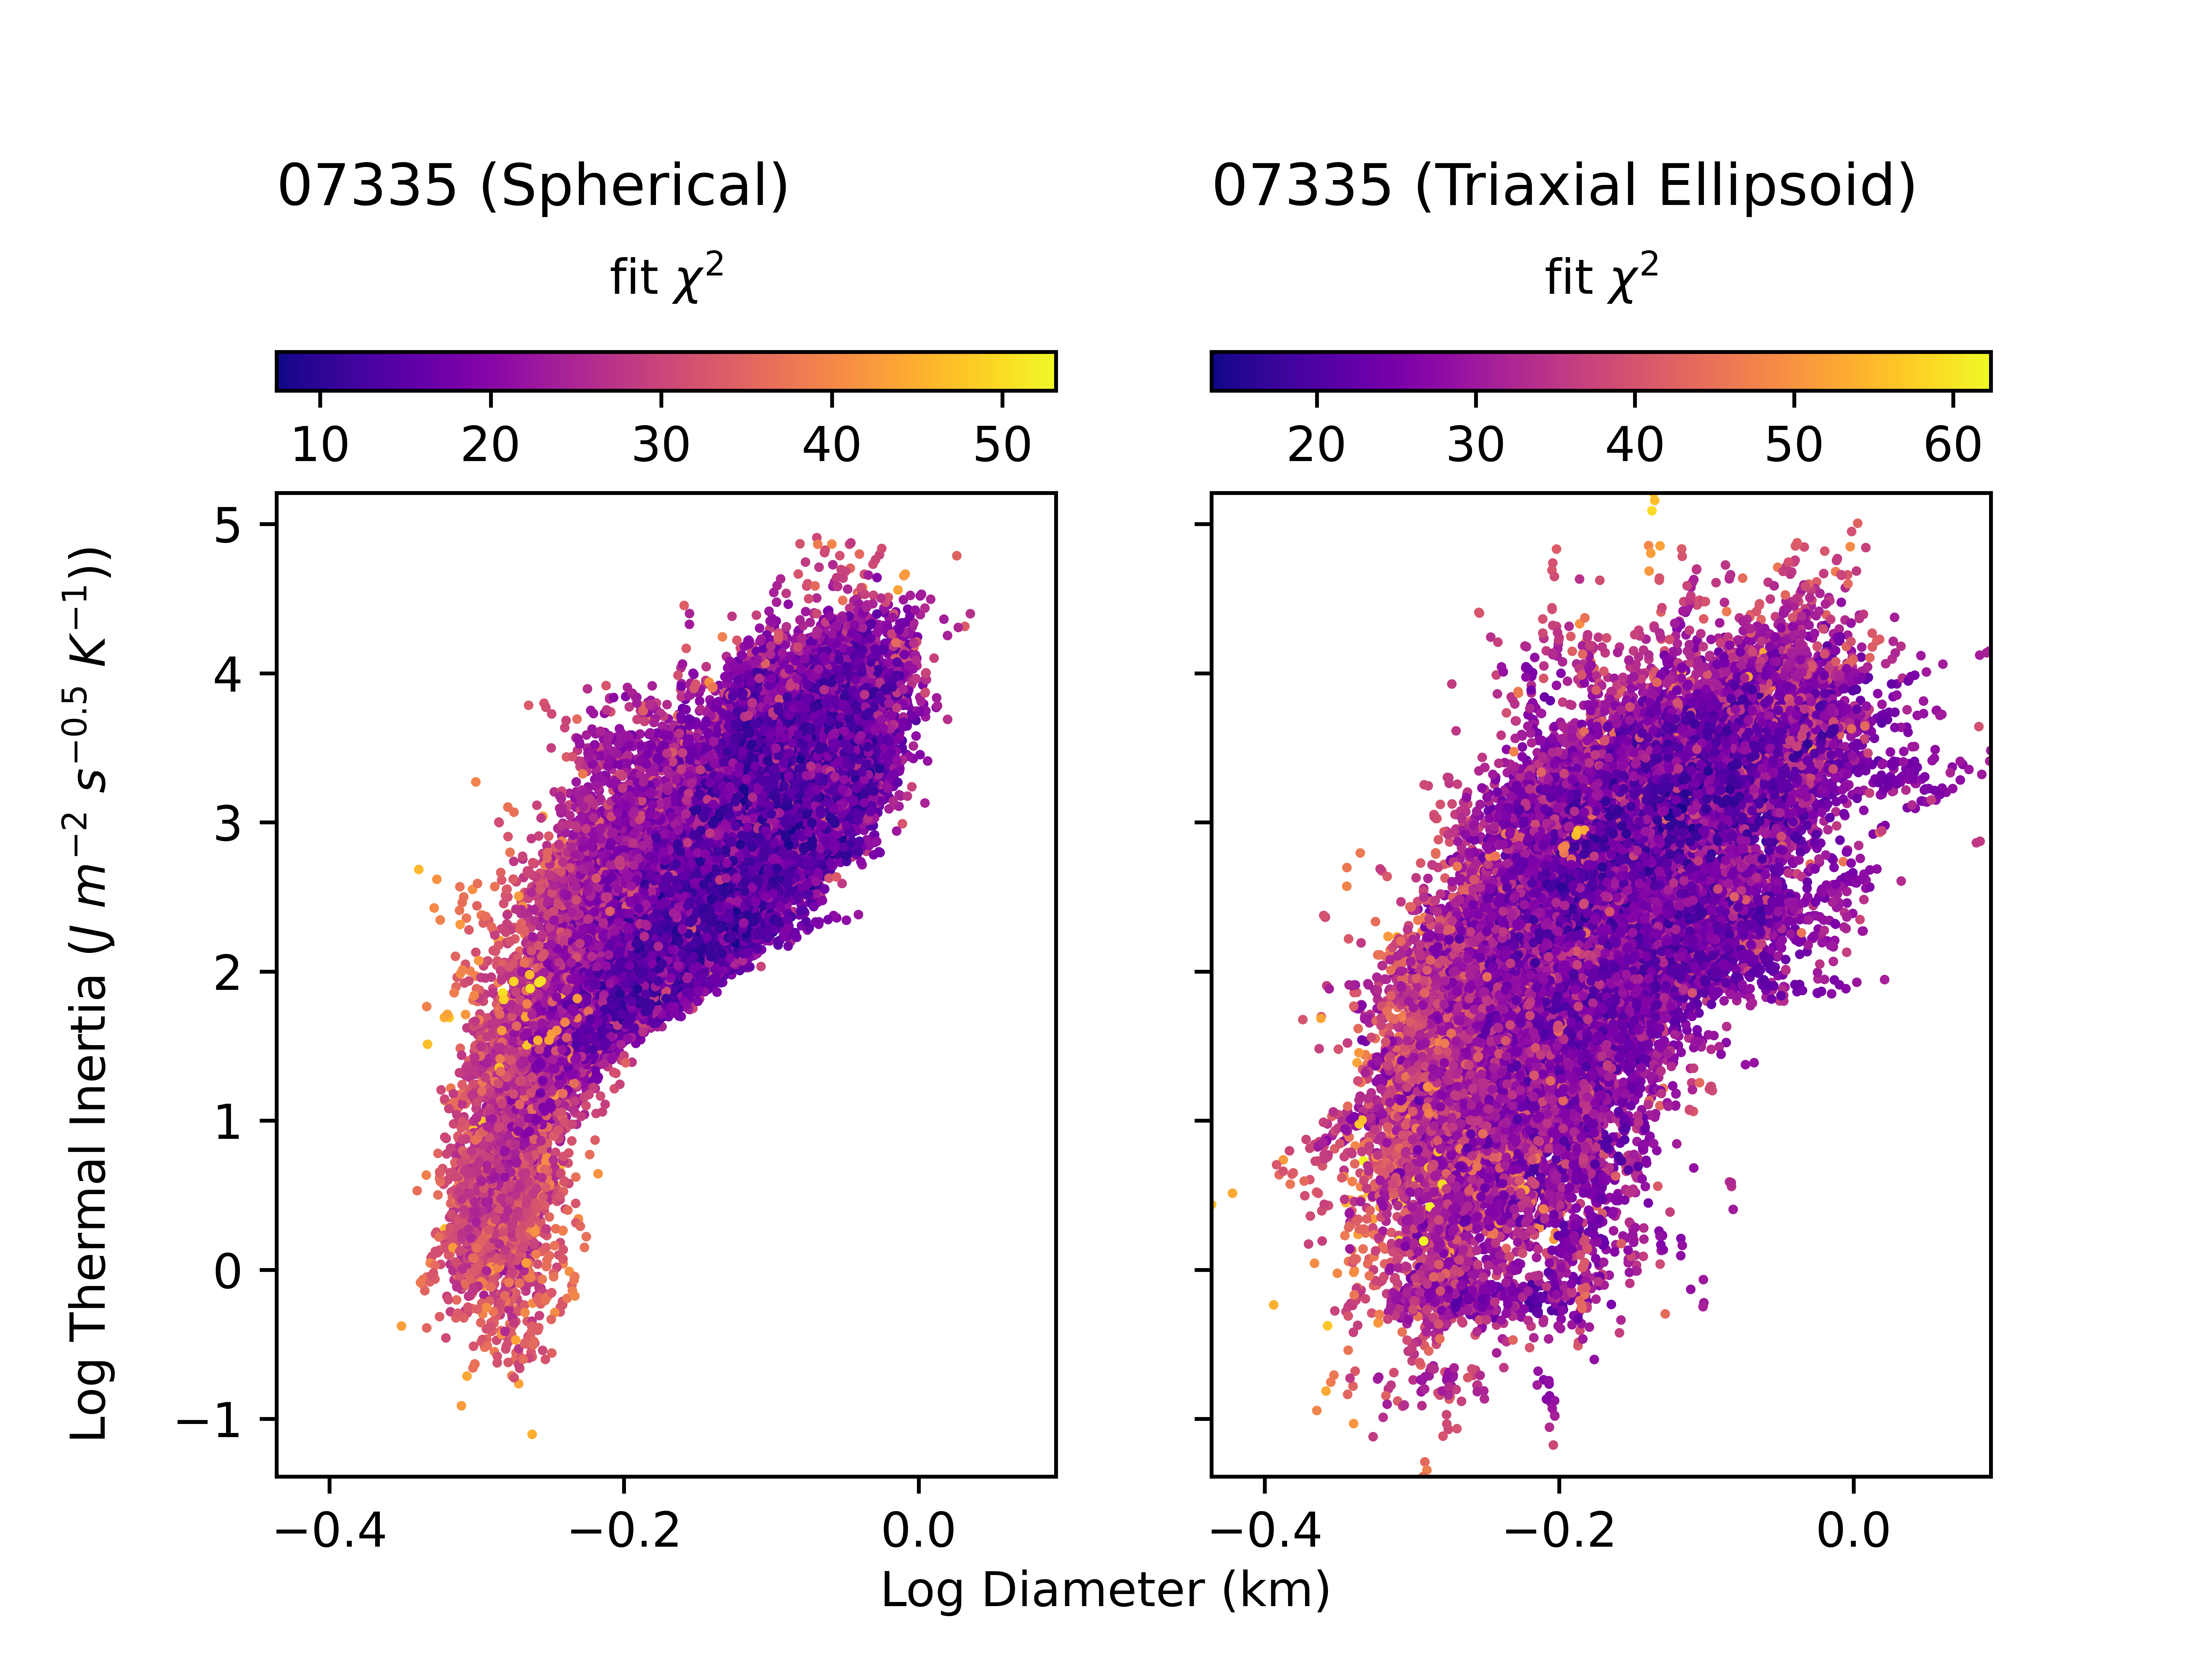 07335 (Spherical)
fit χ²
10 20 30 40 50
07335 (Triaxial Ellipsoid)
fit χ²
20 30 40 50 60
Log Thermal Inertia (J m⁻² s⁻⁰·⁵ K⁻¹))
5
4
3
2
1
0
−1
−0.4 −0.2 0.0
−0.4 −0.2 0.0
Log Diameter (km)